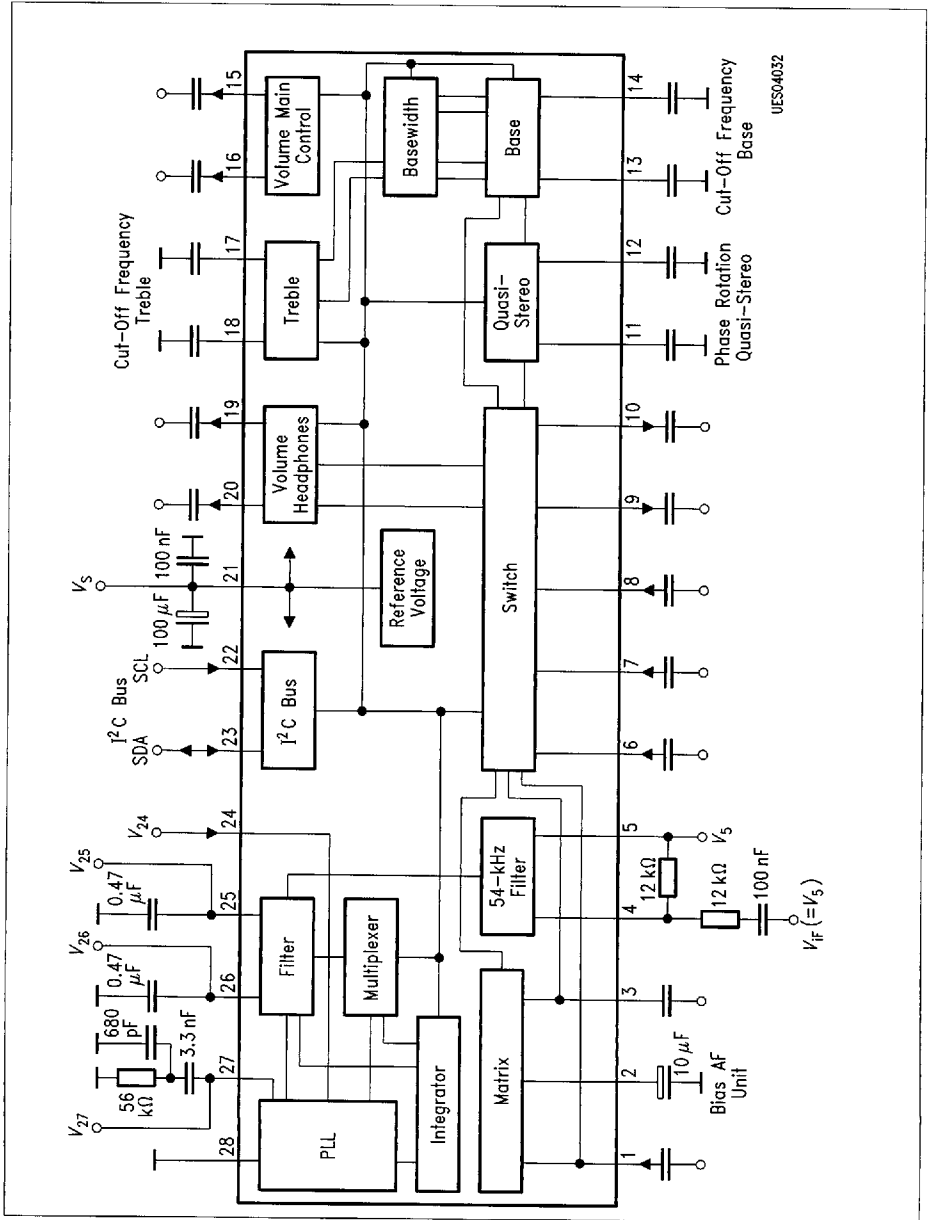 V27
56 kΩ
680 pF
3.3 nF
V26
0.47 µF
V25
0.47 µF
V24
I²C Bus
SDA
SCL
VS
100 µF
100 nF
Cut-Off Frequency
Treble
28
27
26
25
24
23
22
21
20
19
18
17
16
15
PLL
Filter
Multiplexer
Integrator
I²C Bus
Reference
Voltage
Volume
Headphones
Treble
Volume Main
Control
Matrix
54-kHz
Filter
Switch
Quasi-
Stereo
Basewidth
Base
1
2
3
4
5
6
7
8
9
10
11
12
13
14
10 µF
Bias AF
Unit
12 kΩ
12 kΩ
100 nF
V5
ViF (=V5)
Phase Rotation
Quasi-Stereo
Cut-Off Frequency
Base
UES04032